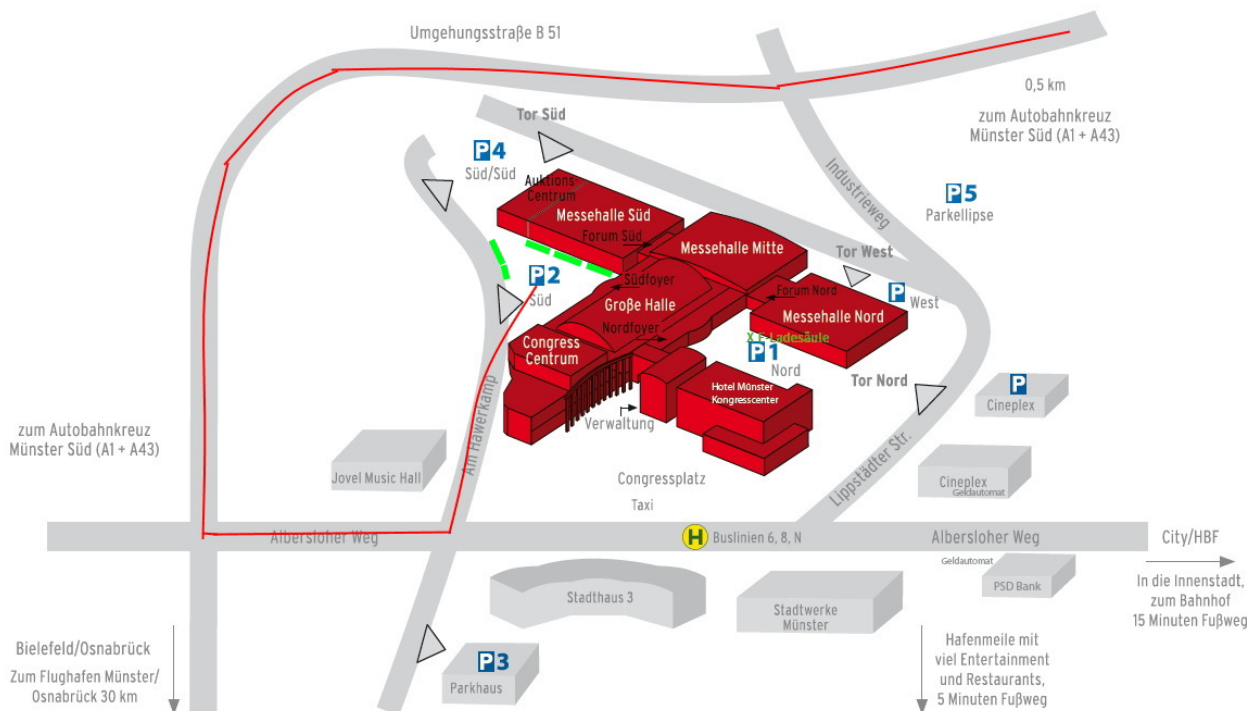 Umgehungsstraße B 51
0,5 km
zum Autobahnkreuz
Münster Süd (A1 + A43)
Tor Süd
P4
Süd/Süd
Auktions-
Centrum
Messehalle Süd
Forum Süd
Messehalle Mitte
Industrieweg
P5
Parkellipse
Tor West
P2
Süd
Südfoyer
Große Halle
Forum Nord
P
West
Messehalle Nord
Nordfoyer
Congress
Centrum
X E-Ladesäule
P1
Nord
Tor Nord
Hotel Münster
Kongresscenter
P
Cineplex
Verwaltung
Am Hawerkamp
zum Autobahnkreuz
Münster Süd (A1 + A43)
Jovel Music Hall
Lippstädter Str.
Congressplatz
Cineplex
Geldautomat
Taxi
Albersloher Weg
H
Buslinien 6, 8, N
Albersloher Weg
City/HBF
Geldautomat
PSD Bank
In die Innenstadt,
zum Bahnhof
15 Minuten Fußweg
Stadthaus 3
Stadtwerke
Münster
Bielefeld/Osnabrück
Zum Flughafen Münster/
Osnabrück 30 km
P3
Parkhaus
Hafenmeile mit
viel Entertainment
und Restaurants,
5 Minuten Fußweg